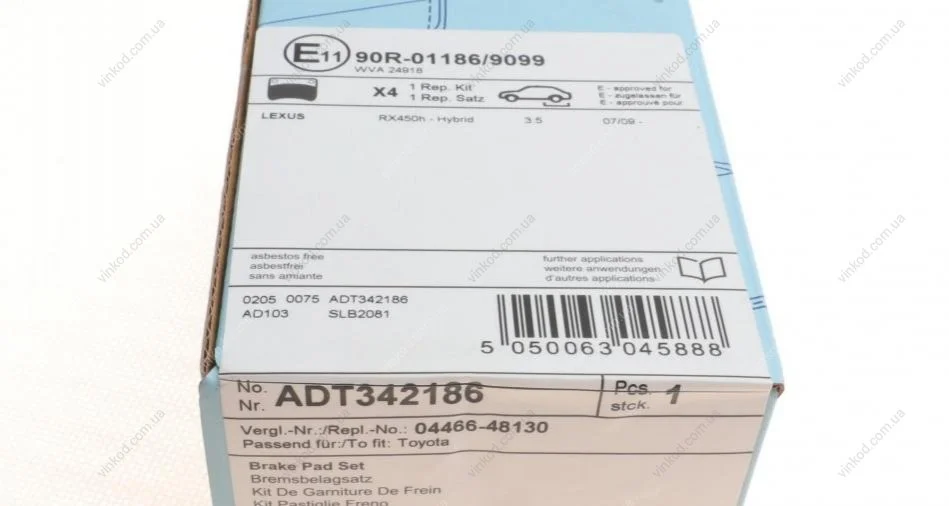 E11 90R-01186/9099
WVA 24818
X4 1 Rep. Kit
1 Rep. Satz
E - approved for
E - zugelassen für
E - approuvé pour
LEXUS RX450h - Hybrid 3.5 07/09 -
asbestos free
asbestfrei
sans amiante
further applications
weitere anwendungen
d'autres applications
0205 0075 ADT342186
AD103 SLB2081
5 050063 045888
No. ADT342186 Pcs. 1
Nr. stck.
Vergl.-Nr.:/Repl.-No.: 04466-48130
Passend für:/To fit: Toyota
Brake Pad Set
Bremsbelagsatz
Kit De Garniture De Frein
Kit Pastiglie Freno
vinkod.com.ua